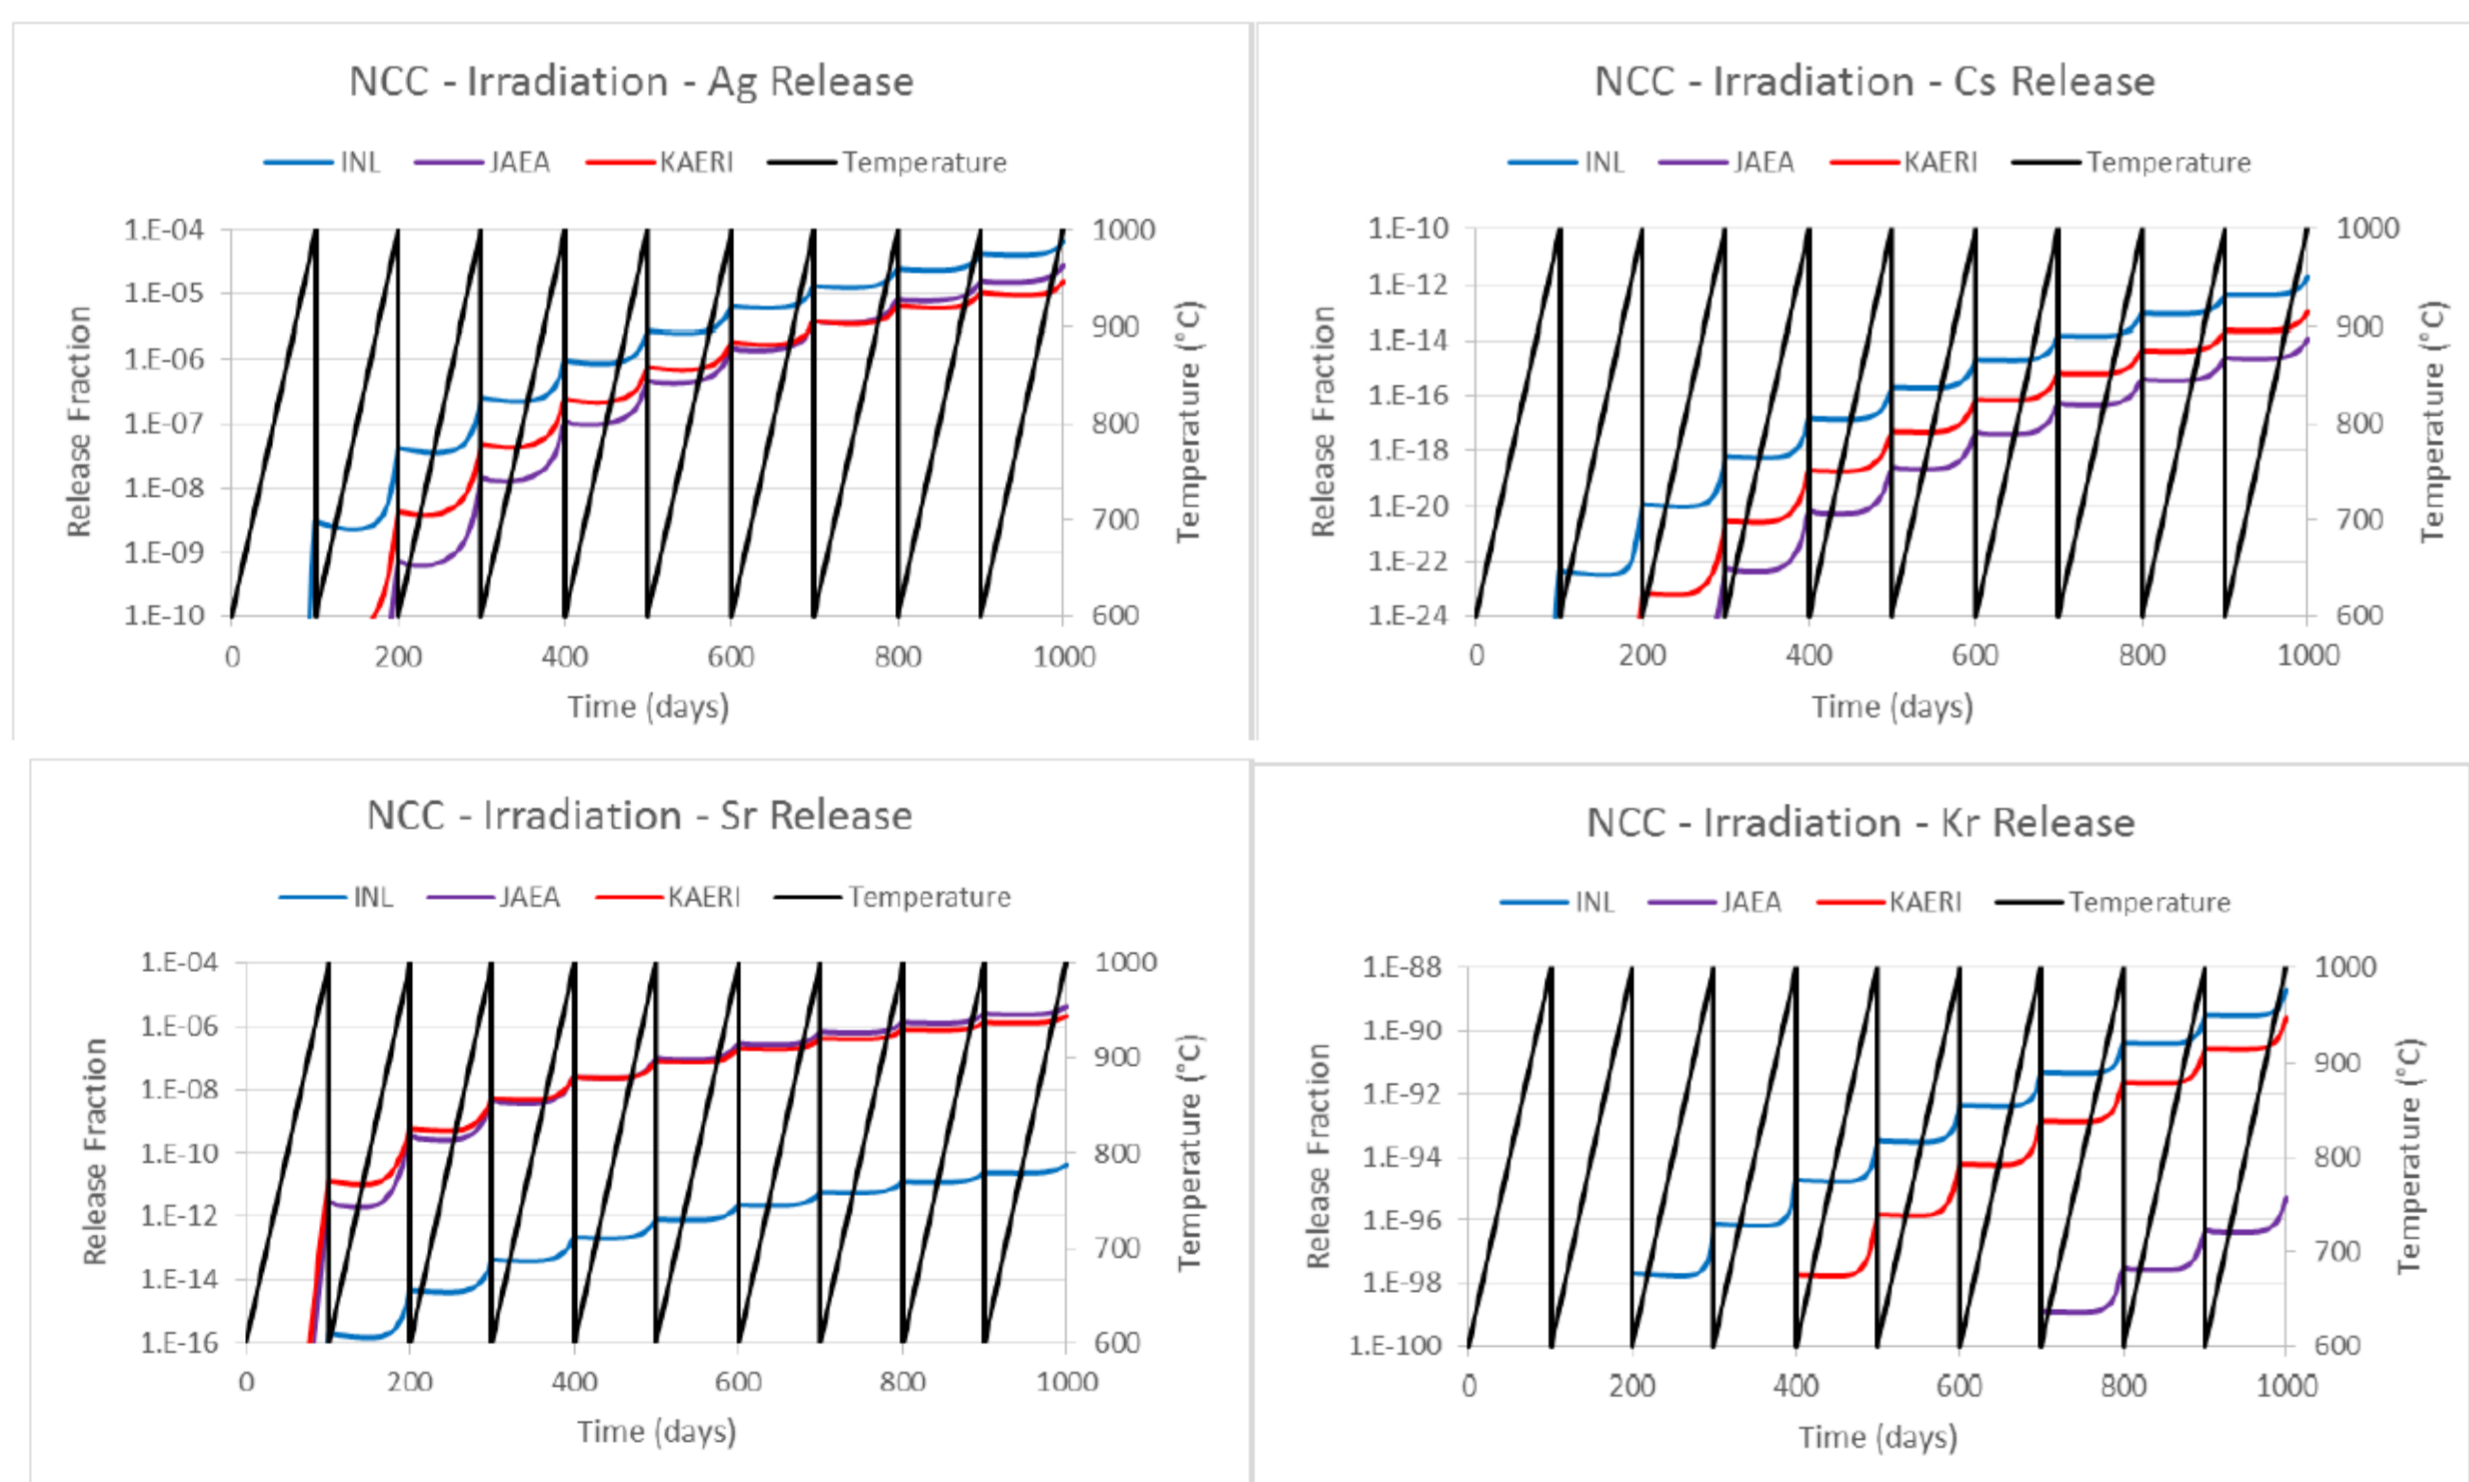 NCC - Irradiation - Ag Release
INL JAEA KAERI Temperature
1.E-04
1.E-05
1.E-06
1.E-07
1.E-08
1.E-09
1.E-10
Release Fraction
1000
900
800
700
600
Temperature (°C)
0 200 400 600 800 1000
Time (days)
NCC - Irradiation - Cs Release
INL JAEA KAERI Temperature
1.E-10
1.E-12
1.E-14
1.E-16
1.E-18
1.E-20
1.E-22
1.E-24
Release Fraction
1000
900
800
700
600
Temperature (°C)
0 200 400 600 800 1000
Time (days)
NCC - Irradiation - Sr Release
INL JAEA KAERI Temperature
1.E-04
1.E-06
1.E-08
1.E-10
1.E-12
1.E-14
1.E-16
Release Fraction
1000
900
800
700
600
Temperature (°C)
0 200 400 600 800 1000
Time (days)
NCC - Irradiation - Kr Release
INL JAEA KAERI Temperature
1.E-88
1.E-90
1.E-92
1.E-94
1.E-96
1.E-98
1.E-100
Release Fraction
1000
900
800
700
600
Temperature (°C)
0 200 400 600 800 1000
Time (days)